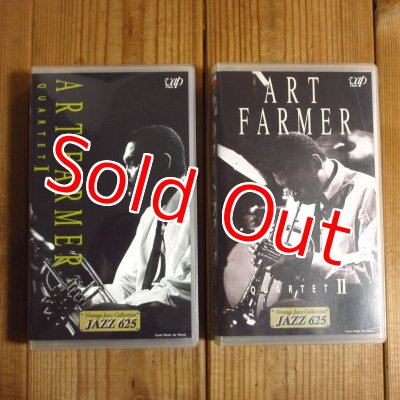 vap
ART FARMER
QUARTET I
"Vintage Jazz Collection"
JAZZ 625
vap
ART
FARMER
QUARTET II
"Vintage Jazz Collection"
JAZZ 625
Sold Out